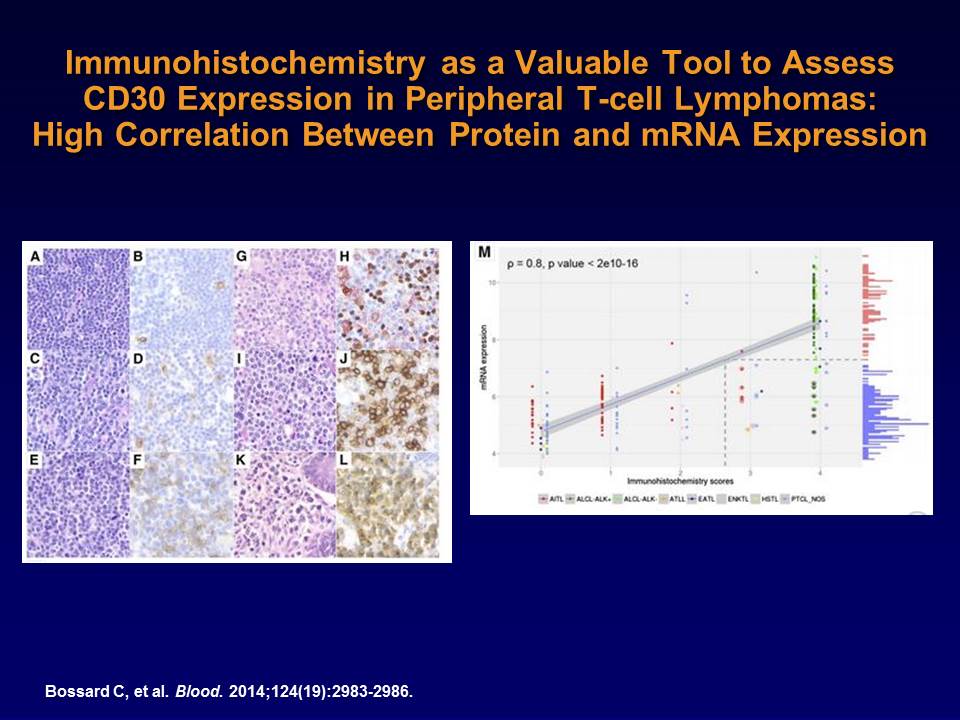 Immunohistochemistry as a Valuable Tool to Assess
CD30 Expression in Peripheral T-cell Lymphomas:
High Correlation Between Protein and mRNA Expression
A
B
G
H
C
D
I
J
E
F
K
L
M
ρ = 0.8, p value < 2e10-16
mRNA expression
10
8
6
4
0
1
2
3
4
Immunohistochemistry scores
AITL
ALCL-ALK+
ALCL-ALK-
ATLL
EATL
ENKTL
HSTL
PTCL_NOS
Bossard C, et al. Blood. 2014;124(19):2983-2986.